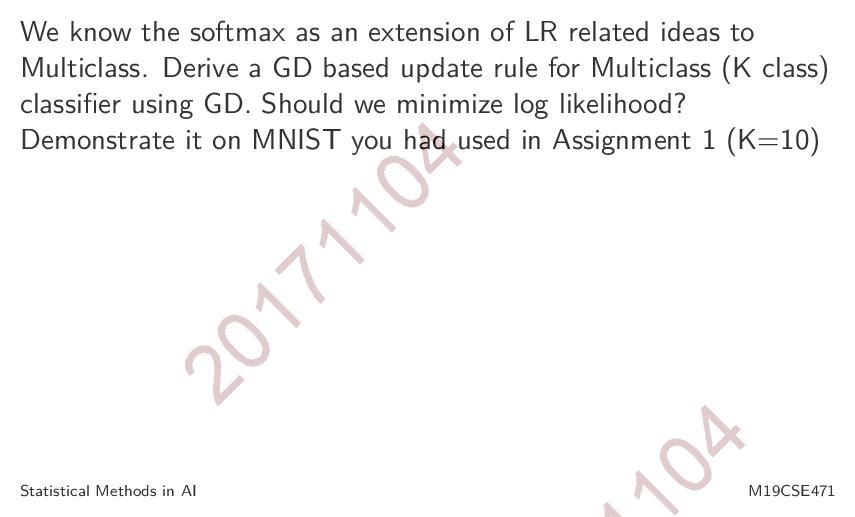 We know the softmax as an extension of LR related ideas to
Multiclass. Derive a GD based update rule for Multiclass (K class)
classifier using GD. Should we minimize log likelihood?
Demonstrate it on MNIST you had used in Assignment 1 (K=10)
20171104
1104
Statistical Methods in AI
M19CSE471